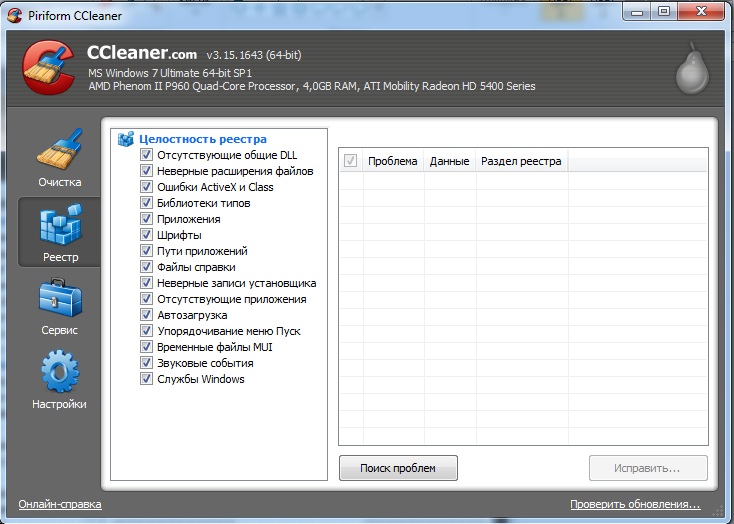 Piriform CCleaner
CCleaner.com v3.15.1643 (64-bit)
MS Windows 7 Ultimate 64-bit SP1
AMD Phenom II P960 Quad-Core Processor, 4,0GB RAM, ATI Mobility Radeon HD 5400 Series
Очистка
Реестр
Сервис
Настройки
Целостность реестра
Отсутствующие общие DLL
Неверные расширения файлов
Ошибки ActiveX и Class
Библиотеки типов
Приложения
Шрифты
Пути приложений
Файлы справки
Неверные записи установщика
Отсутствующие приложения
Автозагрузка
Упорядочивание меню Пуск
Временные файлы MUI
Звуковые события
Службы Windows
Проблема Данные Раздел реестра
Поиск проблем Исправить...
Онлайн-справка Проверить обновления...